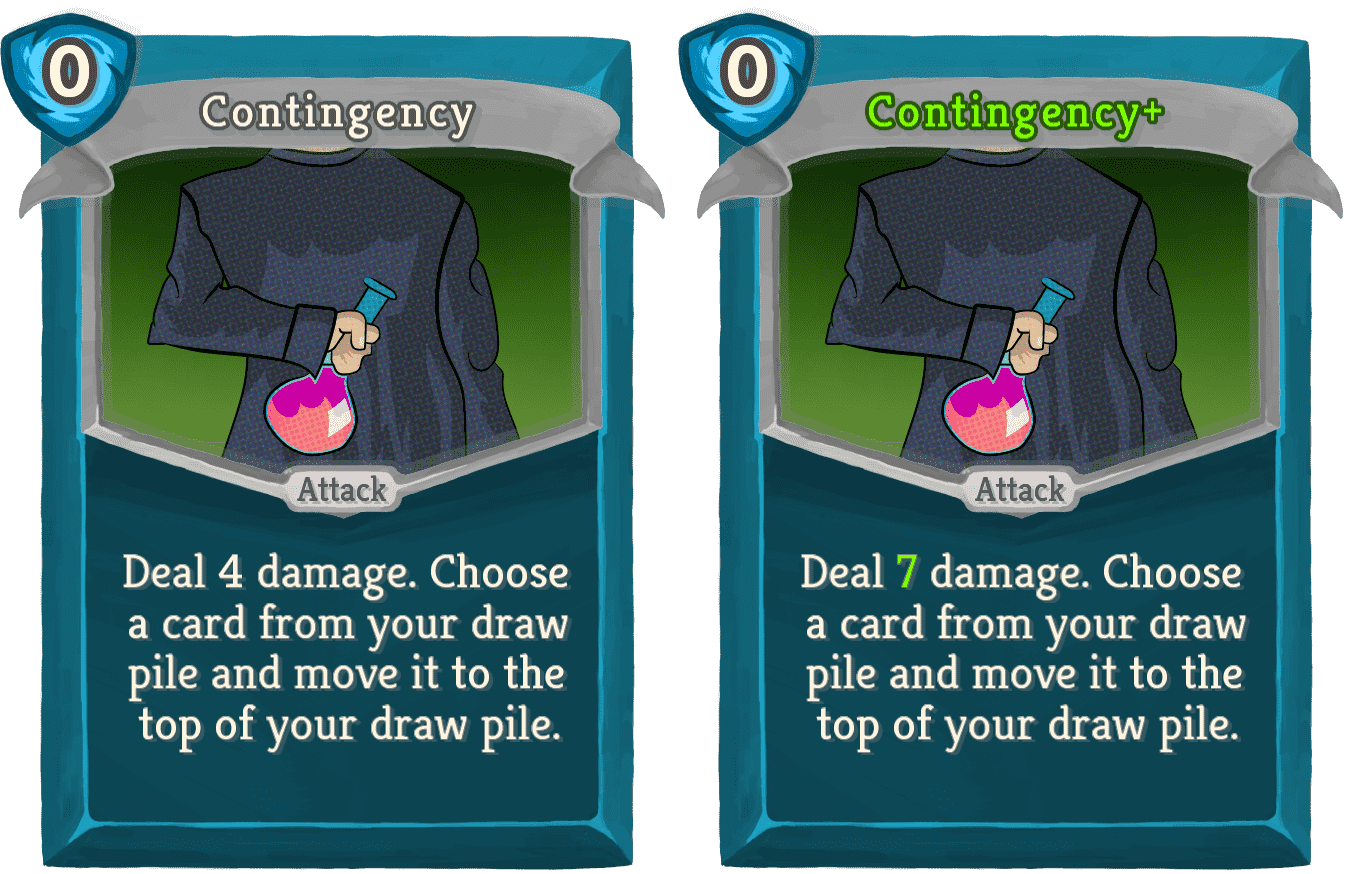 0
Contingency
Attack
Deal 4 damage. Choose
a card from your draw
pile and move it to the
top of your draw pile.
0
Contingency+
Attack
Deal 7 damage. Choose
a card from your draw
pile and move it to the
top of your draw pile.